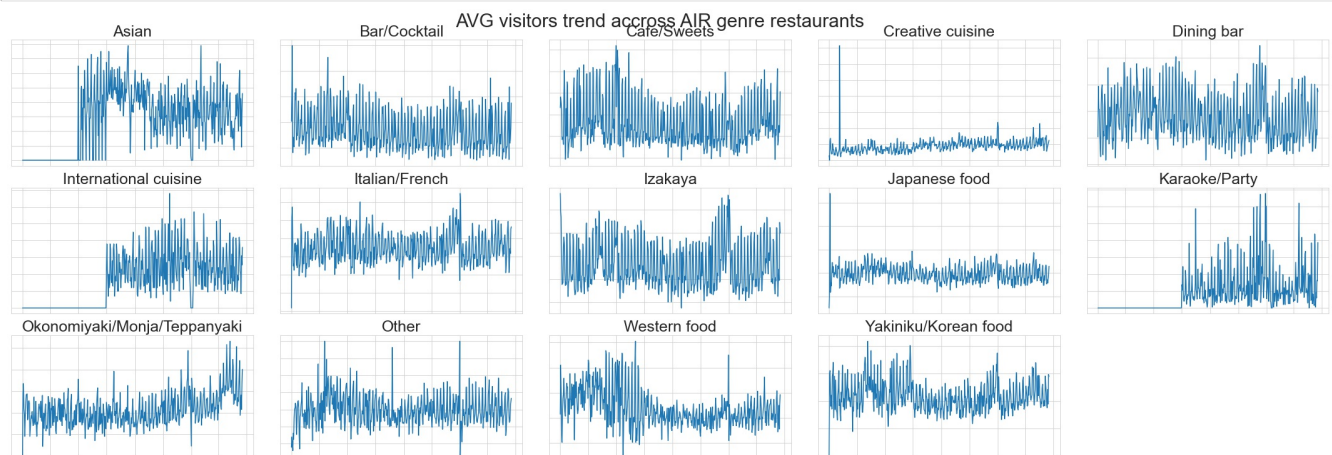 AVG visitors trend accross AIR genre restaurants
Asian
Bar/Cocktail
Cafe/Sweets
Creative cuisine
Dining bar
International cuisine
Italian/French
Izakaya
Japanese food
Karaoke/Party
Okonomiyaki/Monja/Teppanyaki
Other
Western food
Yakiniku/Korean food